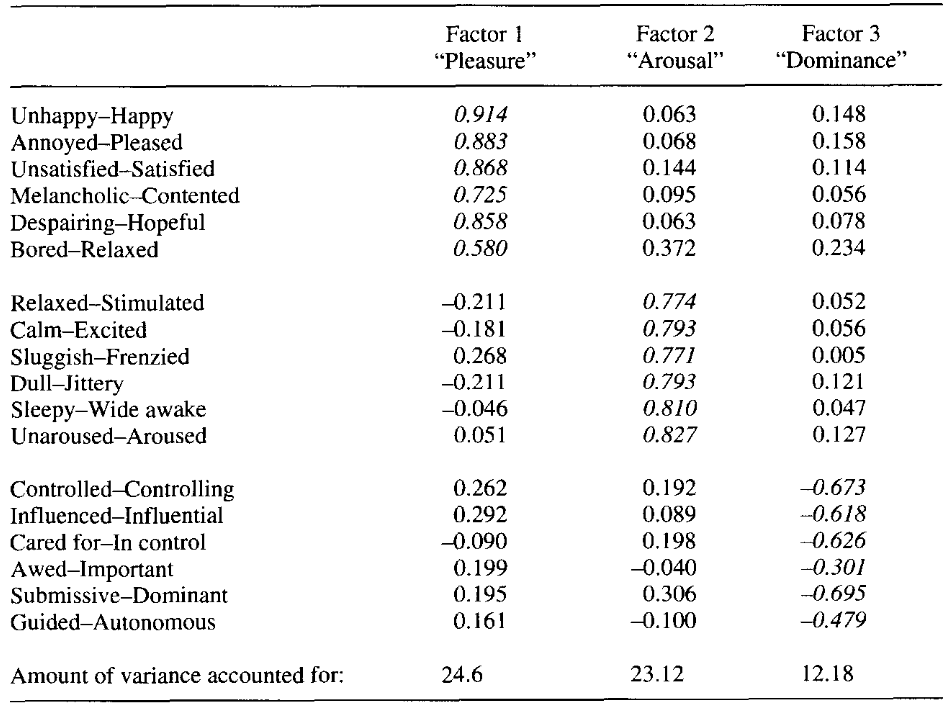 Factor 1 Factor 2 Factor 3
“Pleasure” “Arousal” “Dominance”
Unhappy–Happy 0.914 0.063 0.148
Annoyed–Pleased 0.883 0.068 0.158
Unsatisfied–Satisfied 0.868 0.144 0.114
Melancholic–Contented 0.725 0.095 0.056
Despairing–Hopeful 0.858 0.063 0.078
Bored–Relaxed 0.580 0.372 0.234
Relaxed–Stimulated –0.211 0.774 0.052
Calm–Excited –0.181 0.793 0.056
Sluggish–Frenzied 0.268 0.771 0.005
Dull–Jittery –0.211 0.793 0.121
Sleepy–Wide awake –0.046 0.810 0.047
Unaroused–Aroused 0.051 0.827 0.127
Controlled–Controlling 0.262 0.192 –0.673
Influenced–Influential 0.292 0.089 –0.618
Cared for–In control –0.090 0.198 –0.626
Awed–Important 0.199 –0.040 –0.301
Submissive–Dominant 0.195 0.306 –0.695
Guided–Autonomous 0.161 –0.100 –0.479
Amount of variance accounted for: 24.6 23.12 12.18